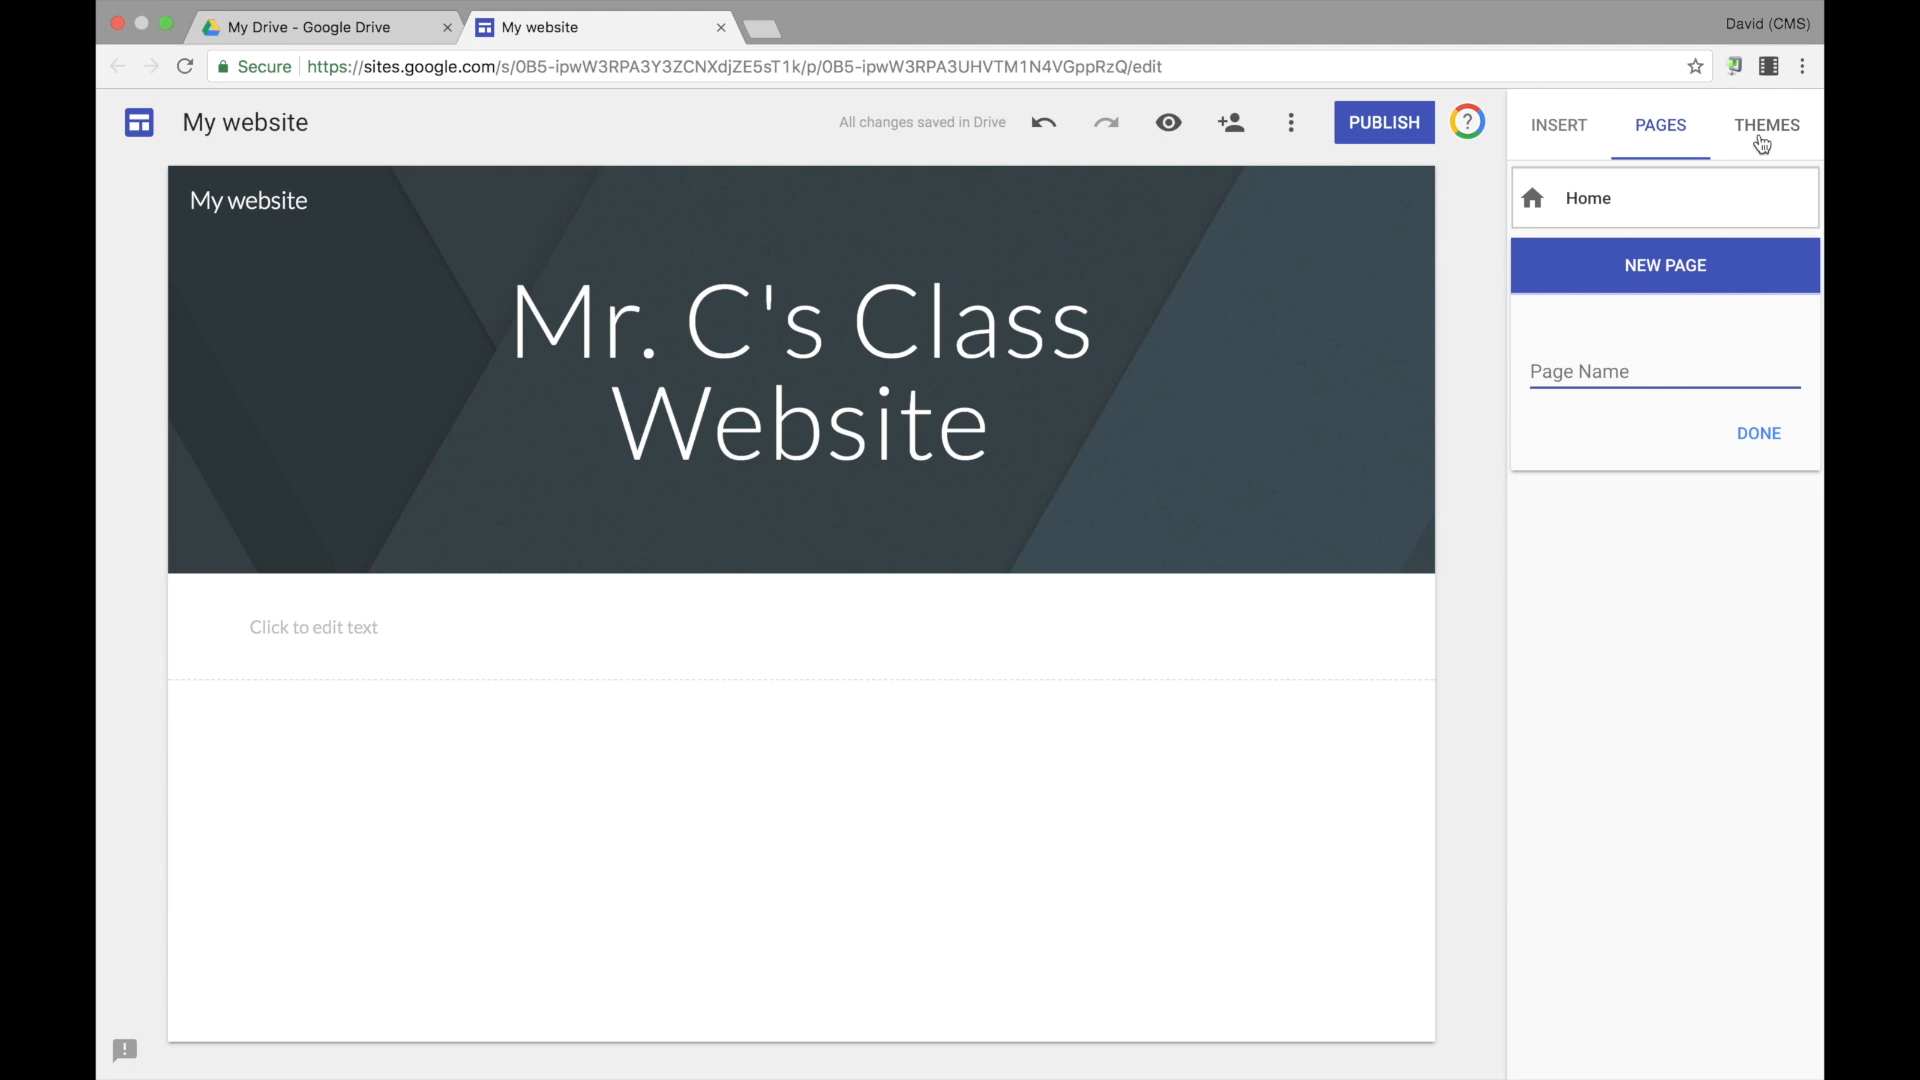 My Drive - Google Drive
My website
David (CMS)
Secure https://sites.google.com/s/0B5-ipwW3RPA3Y3ZCNXdjZE5sT1k/p/0B5-ipwW3RPA3UHVTM1N4VGppRzQ/edit
My website
All changes saved in Drive
PUBLISH
?
INSERT
PAGES
THEMES
My website
Mr. C's Class
Website
Click to edit text
Home
NEW PAGE
Page Name
DONE